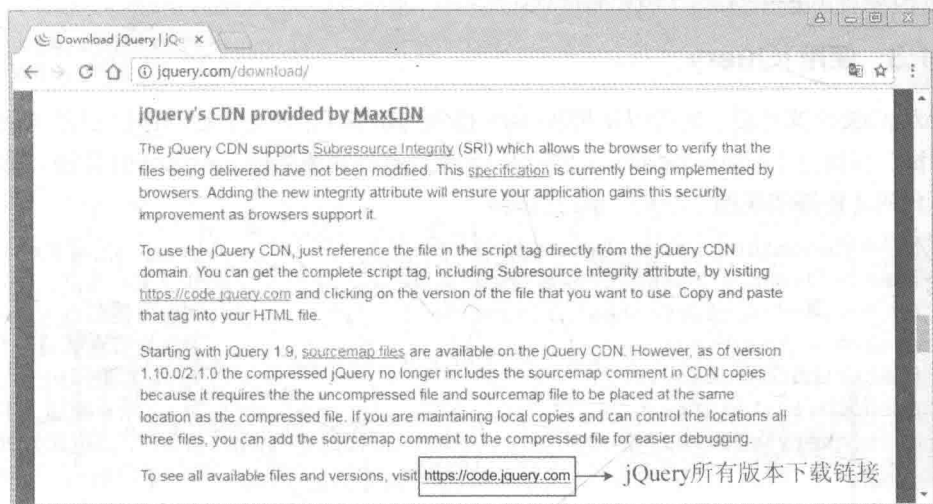 Download jQuery | jQu
jquery.com/download/
jQuery's CDN provided by MaxCDN
The jQuery CDN supports Subresource Integrity (SRI) which allows the browser to verify that the
files being delivered have not been modified. This specification is currently being implemented by
browsers. Adding the new integrity attribute will ensure your application gains this security
improvement as browsers support it.
To use the jQuery CDN, just reference the file in the script tag directly from the jQuery CDN
domain. You can get the complete script tag, including Subresource Integrity attribute, by visiting
https://code.jquery.com and clicking on the version of the file that you want to use. Copy and paste
that tag into your HTML file.
Starting with jQuery 1.9, sourcemap files are available on the jQuery CDN. However, as of version
1.10.0/2.1.0 the compressed jQuery no longer includes the sourcemap comment in CDN copies
because it requires the the uncompressed file and sourcemap file to be placed at the same
location as the compressed file. If you are maintaining local copies and can control the locations all
three files, you can add the sourcemap comment to the compressed file for easier debugging.
To see all available files and versions, visit https://code.jquery.com → jQuery所有版本下载链接